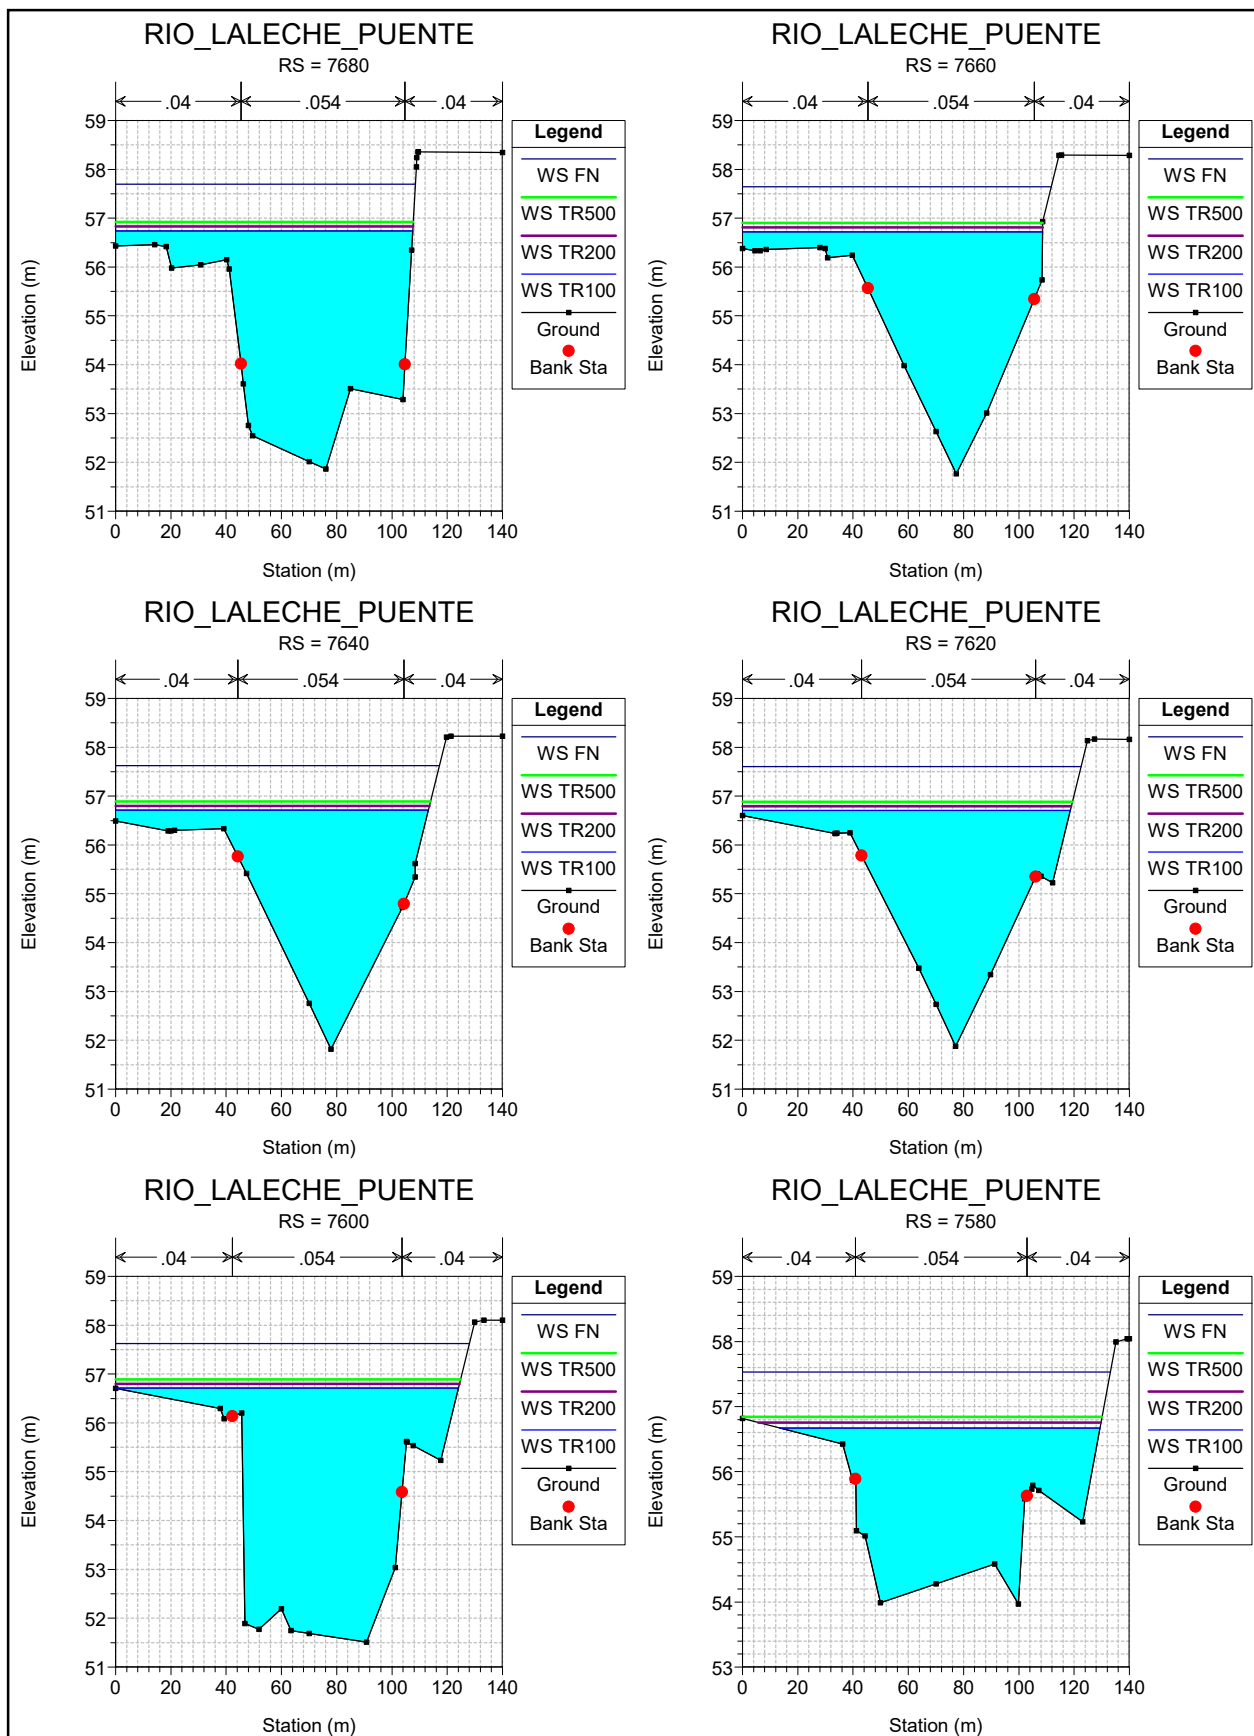 RIO_LALECHE_PUENTE
RS = 7680
.04 .054 .04
59
58
57
56
55
54
53
52
51
0 20 40 60 80 100 120 140
Elevation (m)
Station (m)
Legend
WS FN
WS TR500
WS TR200
WS TR100
Ground
Bank Sta
RIO_LALECHE_PUENTE
RS = 7660
.04 .054 .04
59
58
57
56
55
54
53
52
51
0 20 40 60 80 100 120 140
Elevation (m)
Station (m)
Legend
WS FN
WS TR500
WS TR200
WS TR100
Ground
Bank Sta
RIO_LALECHE_PUENTE
RS = 7640
.04 .054 .04
59
58
57
56
55
54
53
52
51
0 20 40 60 80 100 120 140
Elevation (m)
Station (m)
Legend
WS FN
WS TR500
WS TR200
WS TR100
Ground
Bank Sta
RIO_LALECHE_PUENTE
RS = 7620
.04 .054 .04
59
58
57
56
55
54
53
52
51
0 20 40 60 80 100 120 140
Elevation (m)
Station (m)
Legend
WS FN
WS TR500
WS TR200
WS TR100
Ground
Bank Sta
RIO_LALECHE_PUENTE
RS = 7600
.04 .054 .04
59
58
57
56
55
54
53
52
51
0 20 40 60 80 100 120 140
Elevation (m)
Station (m)
Legend
WS FN
WS TR500
WS TR200
WS TR100
Ground
Bank Sta
RIO_LALECHE_PUENTE
RS = 7580
.04 .054 .04
59
58
57
56
55
54
53
0 20 40 60 80 100 120 140
Elevation (m)
Station (m)
Legend
WS FN
WS TR500
WS TR200
WS TR100
Ground
Bank Sta